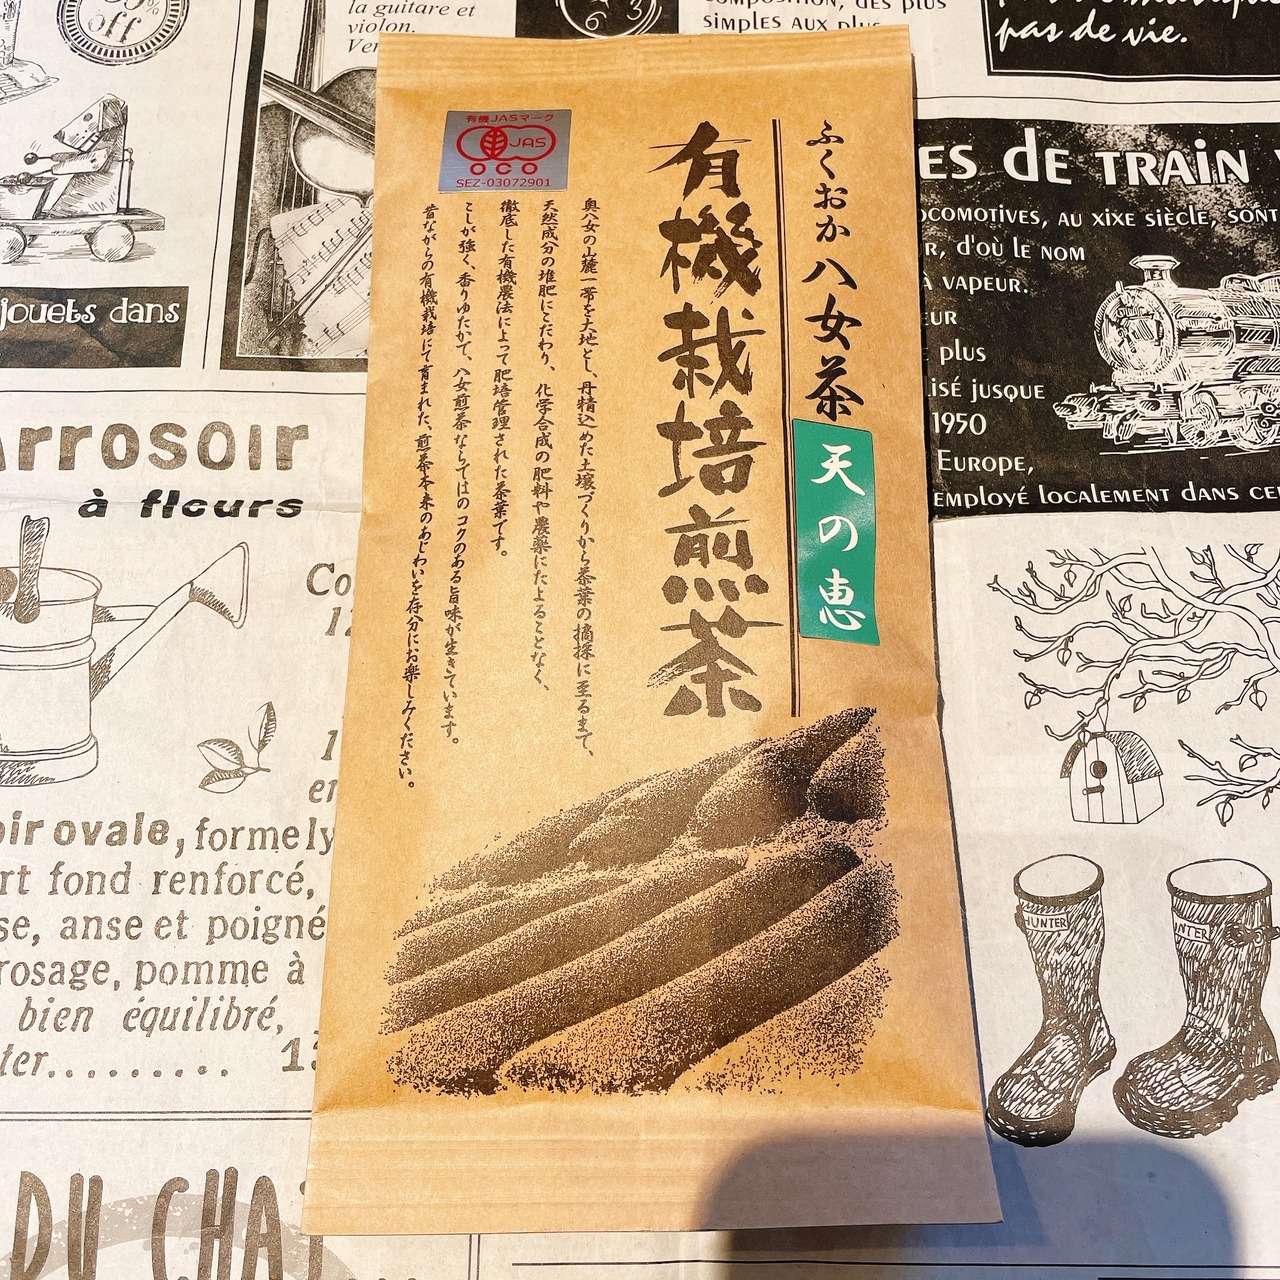 ふくおか八女茶
天の恵
有機栽培煎茶
奥八女の山麓一帯を大地とし、丹精込めた土壌づくりから茶葉の摘採に至るまで、
天然成分の堆肥にこだわり、化学合成の肥料や農薬にたよることなく、
徹底した有機農法によって肥培管理された茶葉です。
こしが強く、香りゆたかで、八女煎茶ならではのコクのある旨味が生きています。
昔ながらの有機栽培にて育まれた、煎茶本来のあじわいを存分にお楽しみください。
有機JASマーク
JAS
OCO
SEZ-03072901
off
la guitare et
violon.
6 3
simples aux plus
pas de vie.
jouets dans
ES de TRAIN
OCOMOTIVES, AU XIXE SIÈCLE, SONT
R, d'où LE NOM
À VAPEUR.
EUR
plus
LISÉ JUSQUE
1950
EUROPE,
EMPLOYÉ LOCALEMENT DANS
Arrosoir
à fleurs
oir ovale, forme
rt fond renforcé,
se, anse et poigné
rosage, pomme à
bien équilibré,
ter.........
DU CHA
HUNTER
NTER